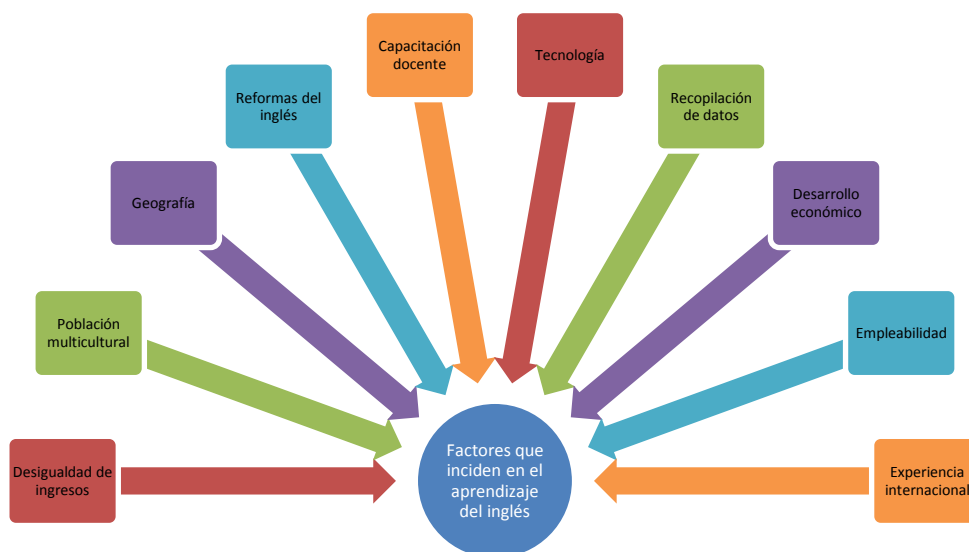 Capacitación
docente
Tecnología
Reformas del
inglés
Recopilación
de datos
Geografía
Desarrollo
económico
Población
multicultural
Empleabilidad
Desigualdad de
ingresos
Factores que
inciden en el
aprendizaje
del inglés
Experiencia
internacional